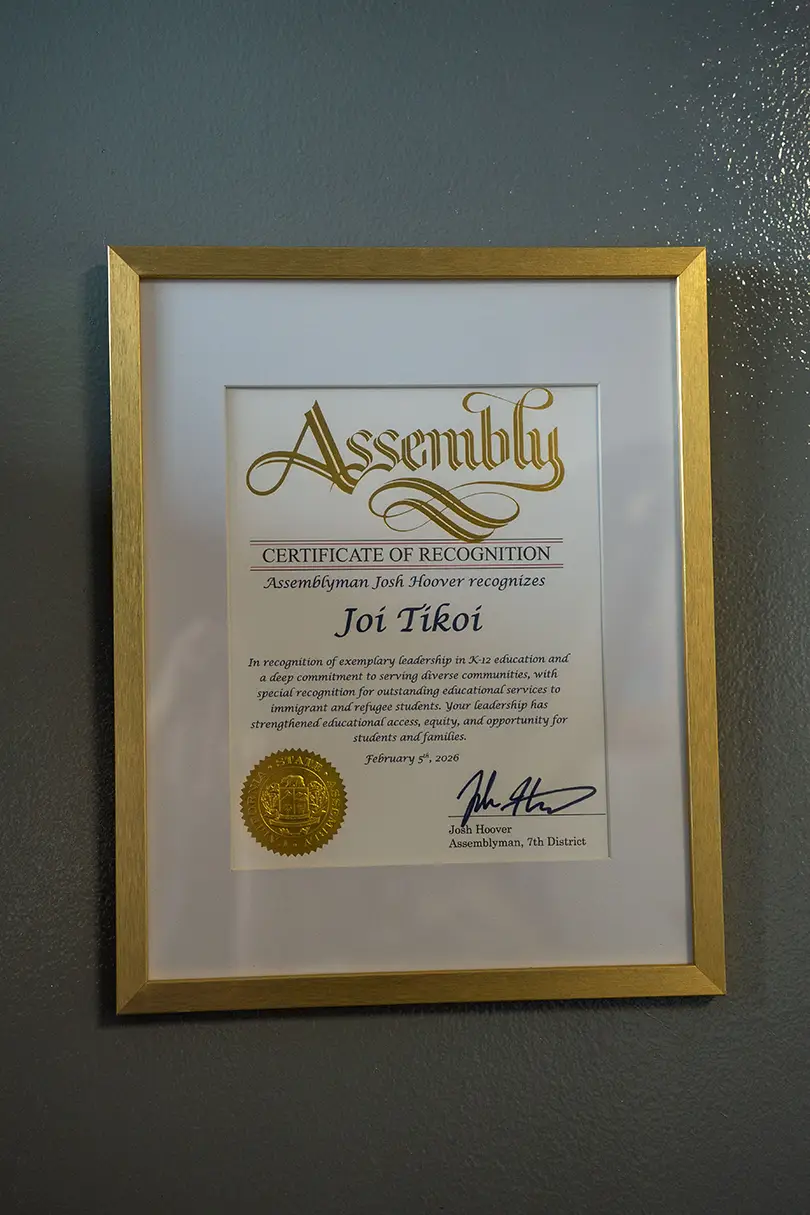 Assembly
CERTIFICATE OF RECOGNITION
Assemblyman Josh Hoover recognizes
Joi Tikoi
In recognition of exemplary leadership in K-12 education and
a deep commitment to serving diverse communities, with
special recognition for outstanding educational services to
immigrant and refugee students. Your leadership has
strengthened educational access, equity, and opportunity for
students and families.
February 5th, 2026
STATE
Josh Hoover
Assemblyman, 7th District